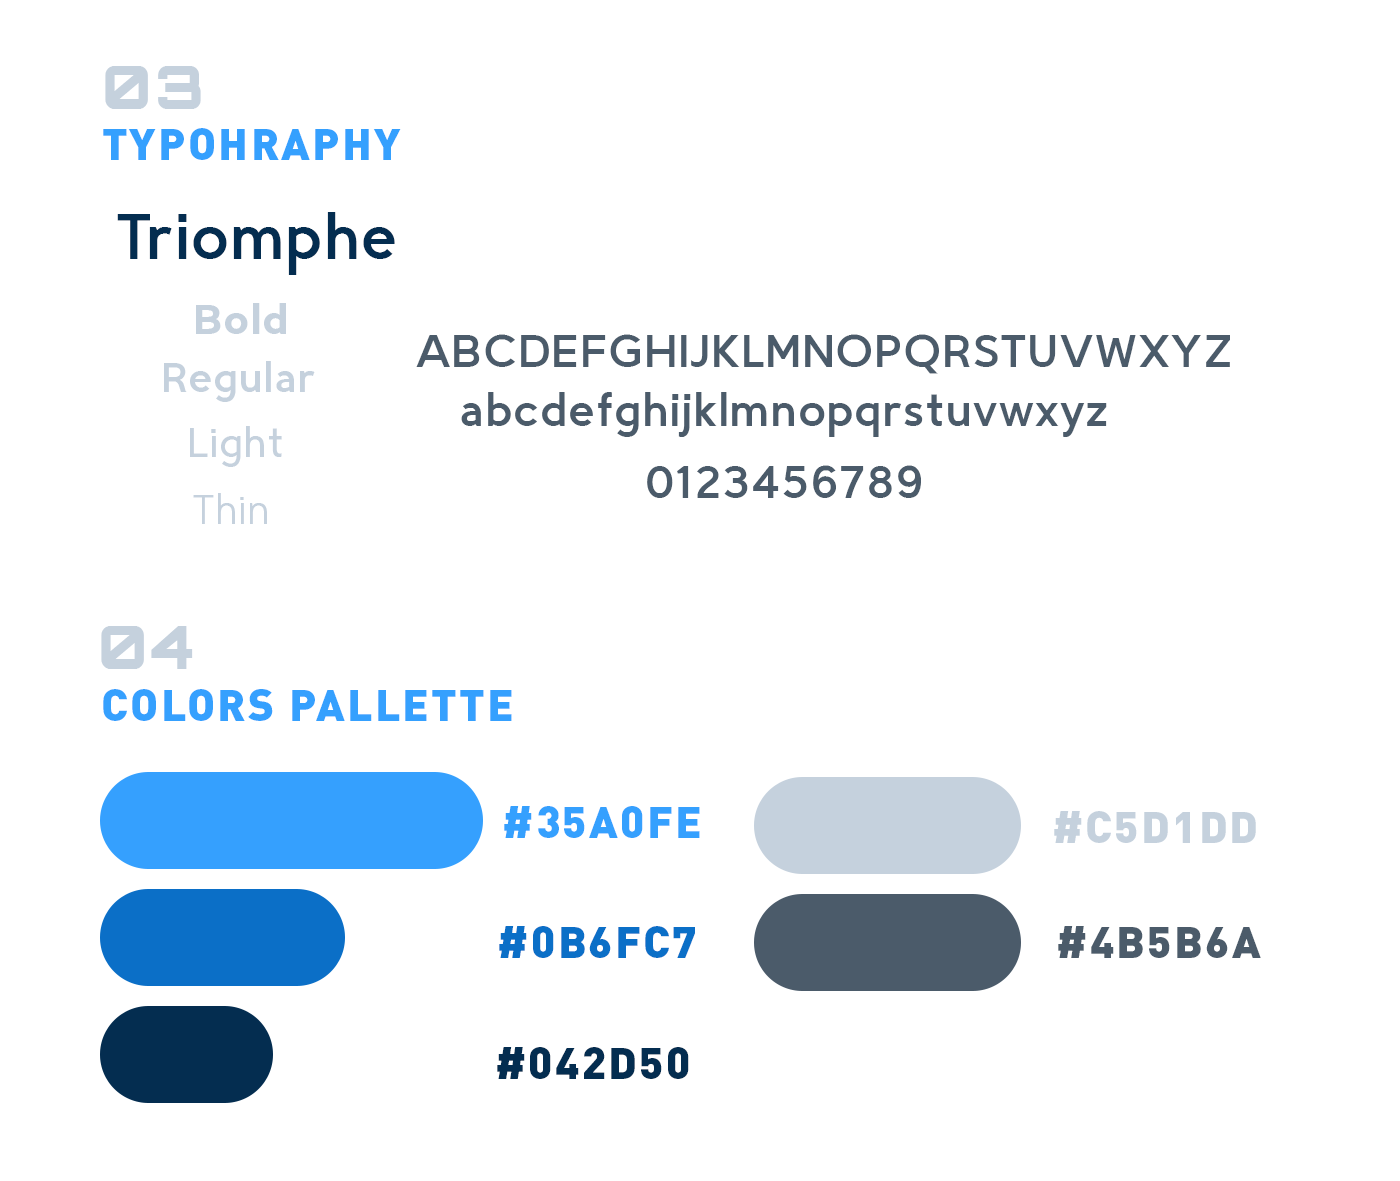 03
TYPOHRAPHY
Triomphe
Bold
Regular
Light
Thin
ABCDEFGHIJKLMNOPQRSTUVWXYZ
abcdefghijklmnopqrstuvwxyz
0123456789
04
COLORS PALLETTE
#35A0FE
#0B6FC7
#042D50
#C5D1DD
#4B5B6A